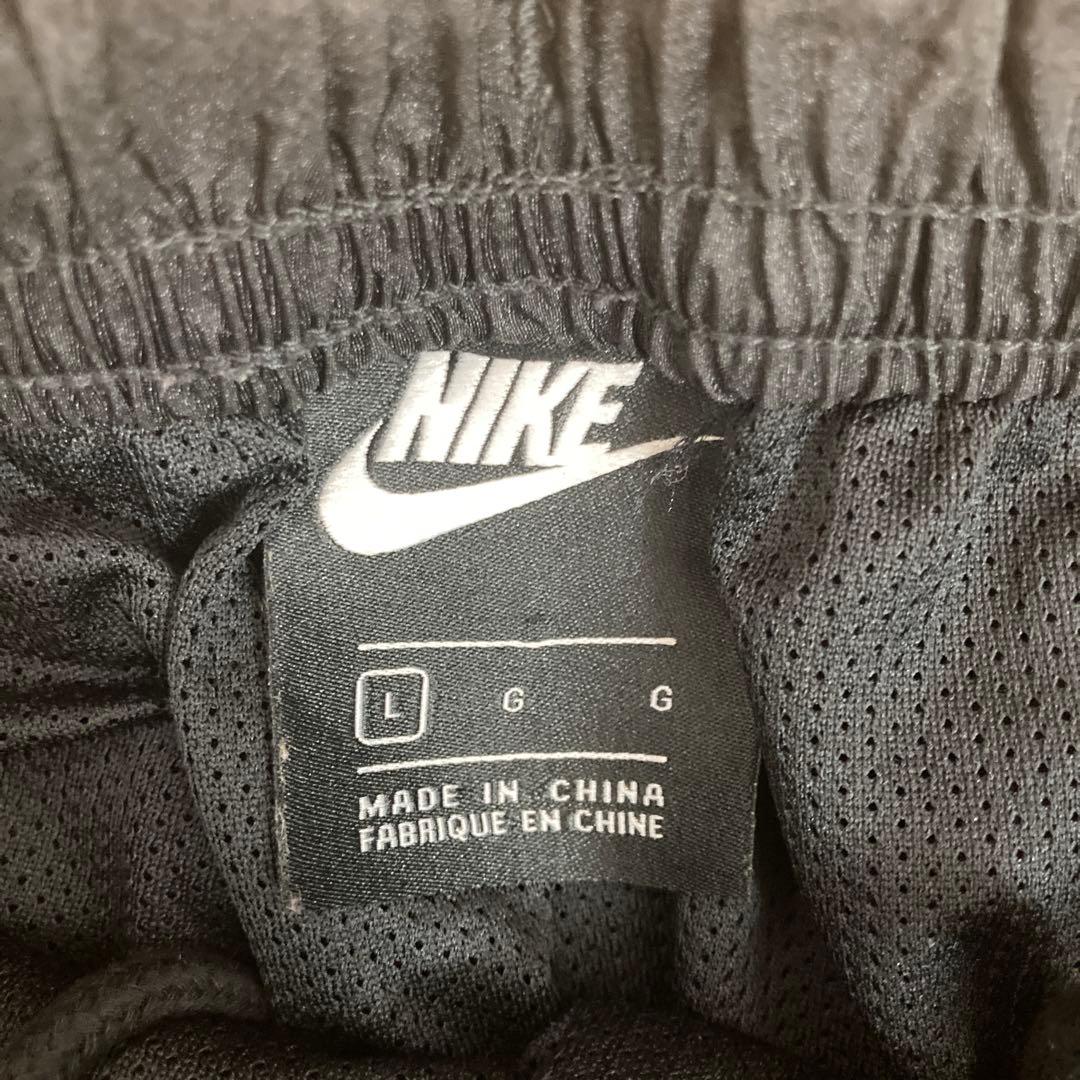 NIKE
L G G
MADE IN CHINA
FABRIQUE EN CHINE